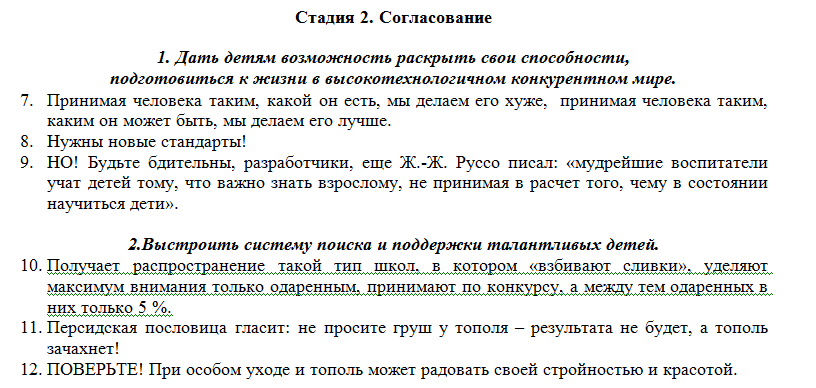 Стадия 2. Согласование
1. Дать детям возможность раскрыть свои способности,
подготовиться к жизни в высокотехнологичном конкурентном мире.
7. Принимая человека таким, какой он есть, мы делаем его хуже, принимая человека таким,
каким он может быть, мы делаем его лучше.
8. Нужны новые стандарты!
9. НО! Будьте бдительны, разработчики, еще Ж.-Ж. Руссо писал: «мудрейшие воспитатели
учат детей тому, что важно знать взрослому, не принимая в расчет того, чему в состоянии
научиться дети».
2.Выстроить систему поиска и поддержки талантливых детей.
10. Получает распространение такой тип школ, в котором «взбивают сливки», уделяют
максимум внимания только одаренным, принимают по конкурсу, а между тем одаренных в
них только 5 %.
11. Персидская пословица гласит: не просите груш у тополя – результата не будет, а тополь
зачахнет!
12. ПОВЕРЬТЕ! При особом уходе и тополь может радовать своей стройностью и красотой.